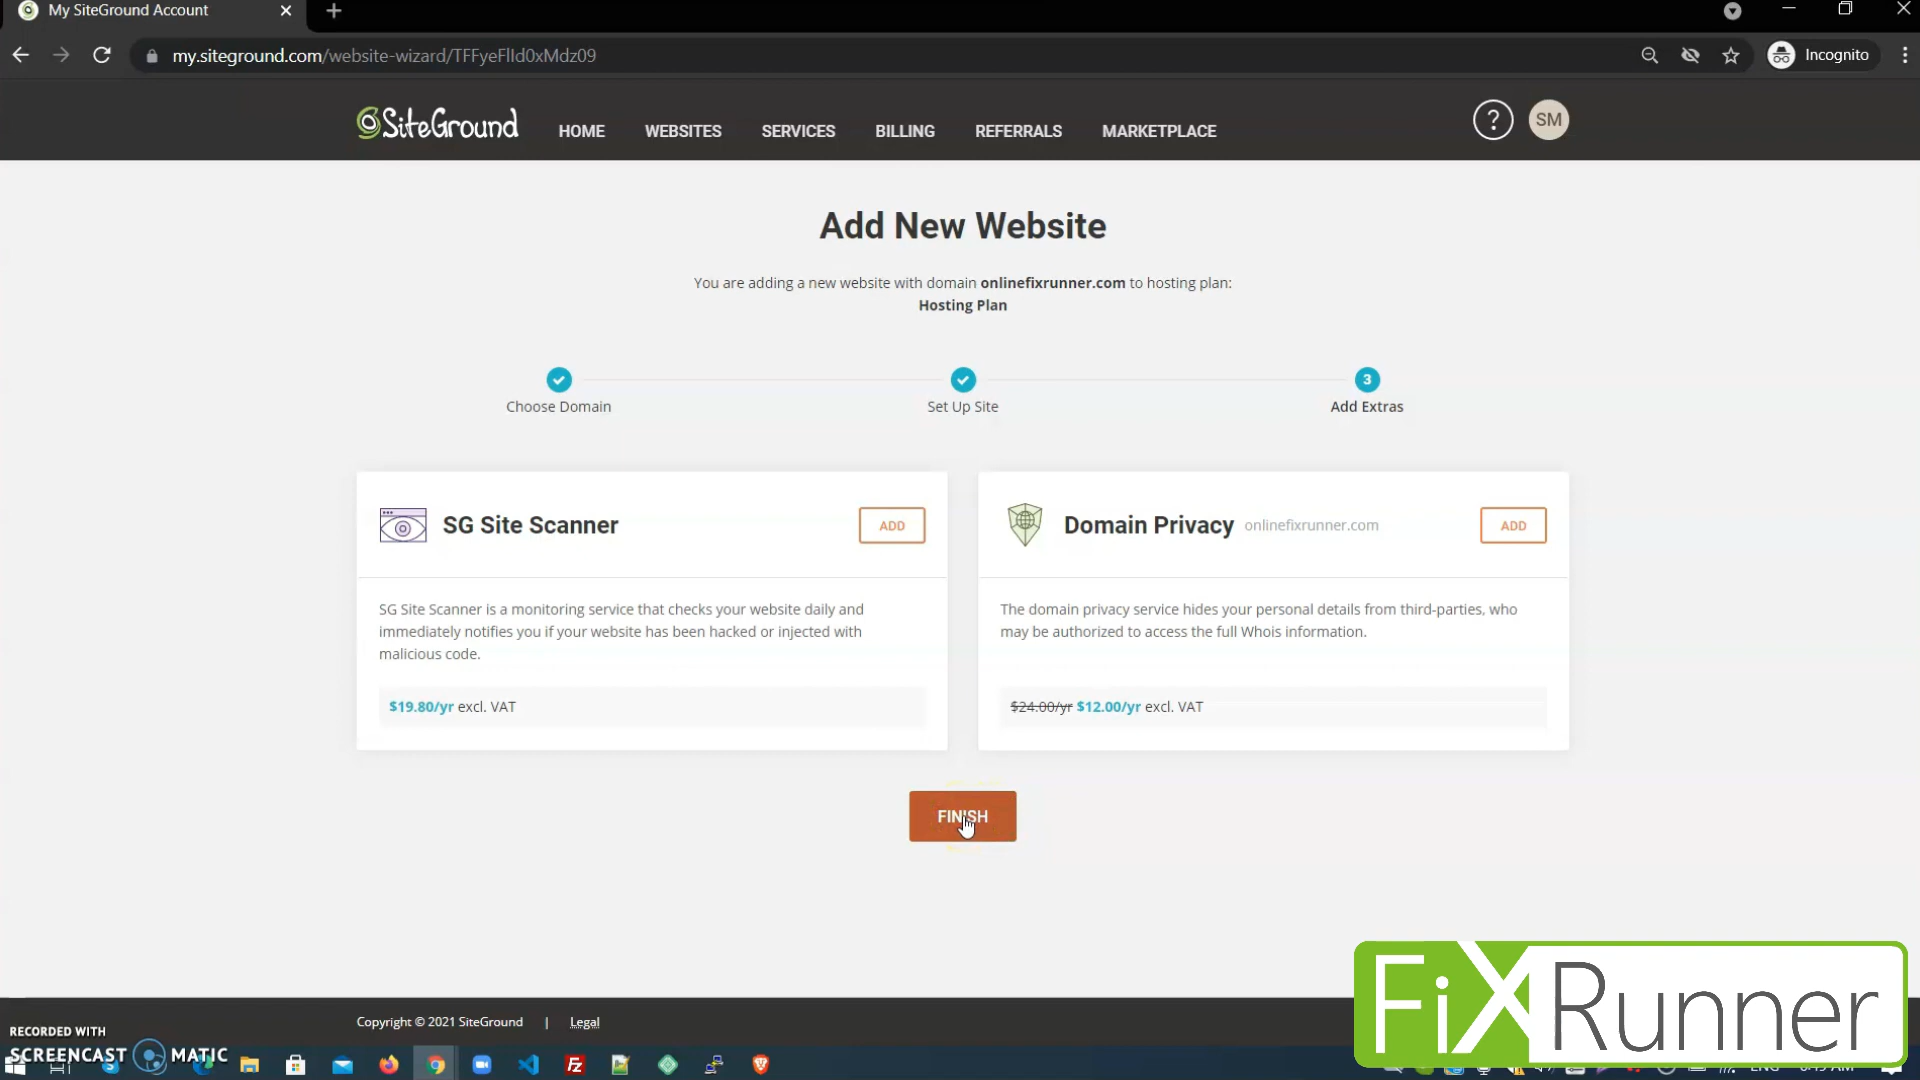 My SiteGround Account
my.siteground.com/website-wizard/TFFyeFlId0xMdz09
Incognito
SiteGround
HOME
WEBSITES
SERVICES
BILLING
REFERRALS
MARKETPLACE
?
SM
Add New Website
You are adding a new website with domain onlinefixrunner.com to hosting plan:
Hosting Plan
3
Choose Domain
Set Up Site
Add Extras
SG Site Scanner
ADD
SG Site Scanner is a monitoring service that checks your website daily and
immediately notifies you if your website has been hacked or injected with
malicious code.
$19.80/yr excl. VAT
Domain Privacy onlinefixrunner.com
ADD
The domain privacy service hides your personal details from third-parties, who
may be authorized to access the full Whois information.
$24.00/yr $12.00/yr excl. VAT
FINISH
FiXRunner
Copyright © 2021 SiteGround | Legal
RECORDED WITH
SCREENCAST MATIC
Fz